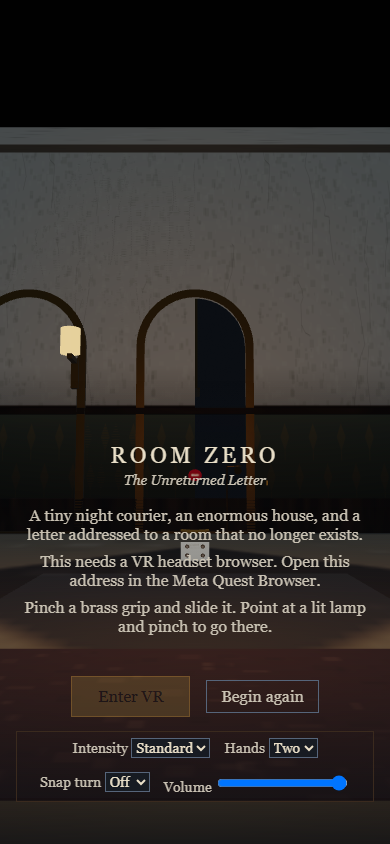 ROOM ZERO
The Unreturned Letter
A tiny night courier, an enormous house, and a
letter addressed to a room that no longer exists.
This needs a VR headset browser. Open this
address in the Meta Quest Browser.
Pinch a brass grip and slide it. Point at a lit lamp
and pinch to go there.
Enter VR Begin again
Intensity Standard Hands Two
Snap turn Off Volume